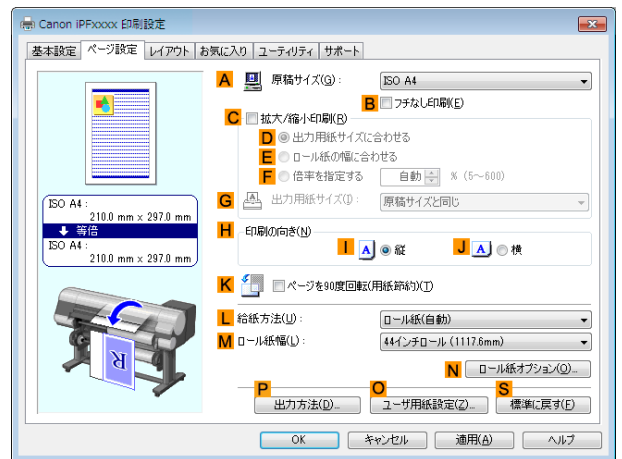 Canon iPFxxxx 印刷設定
基本設定 ページ設定 レイアウト お気に入り ユーティリティ サポート
A 原稿サイズ(G): ISO A4
B フチなし印刷(E)
C 拡大/縮小印刷(R)
D 出力用紙サイズに合わせる
E ロール紙の幅に合わせる
F 倍率を指定する 自動 % (5～600)
G 出力用紙サイズ(I): 原稿サイズと同じ
ISO A4 :
210.0 mm x 297.0 mm
等倍
ISO A4 :
210.0 mm x 297.0 mm
H 印刷の向き(N)
I A 縦 J A 横
K ページを90度回転(用紙節約)(T)
L 給紙方法(U): ロール紙(自動)
M ロール紙幅(L): 44インチロール (1117.6mm)
R
N ロール紙オプション(O)...
P O S
出力方法(D)... ユーザ用紙設定(Z)... 標準に戻す(F)
OK キャンセル 適用(A) ヘルプ